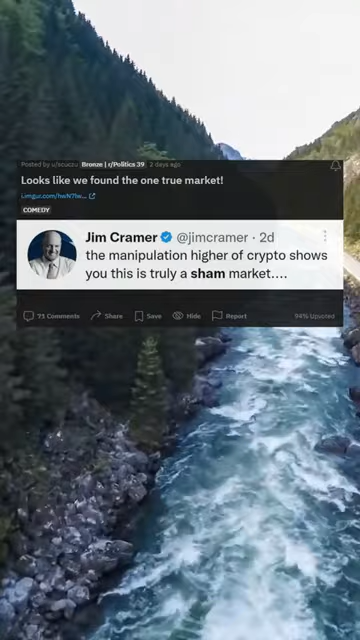 Posted by u/scuczu Bronze | r/Politics 39 2 days ago
Looks like we found the one true market!
COMEDY
Jim Cramer @jimcramer · 2d
the manipulation higher of crypto shows
you this is truly a sham market....
71 Comments Share Save Hide Report 94% Upvoted